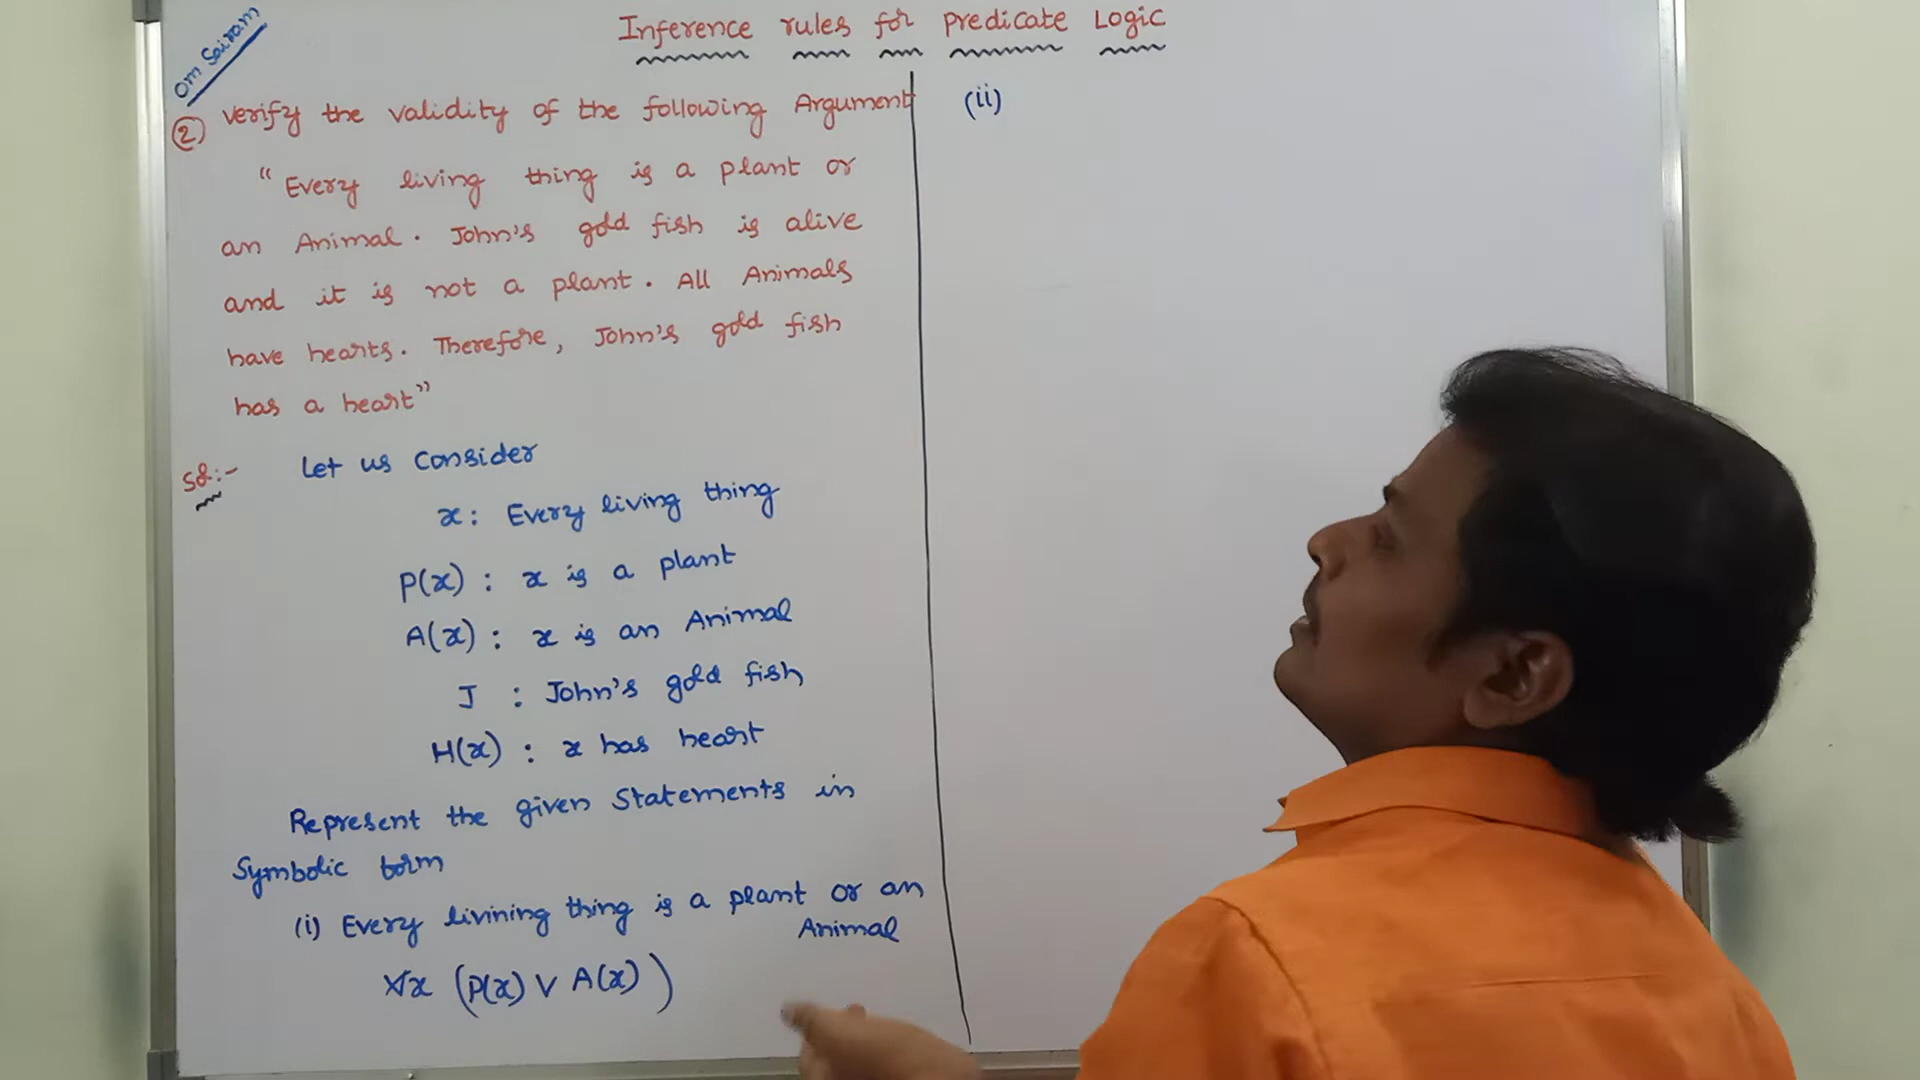 Om Sairam
Inference rules for predicate Logic
② verify the validity of the following Argument
“Every living thing is a plant or
an Animal. John's gold fish is alive
and it is not a plant. All Animals
have hearts. Therefore, John's gold fish
has a heart”
Sol:-
Let us consider
x: Every living thing
P(x) : x is a plant
A(x) : x is an Animal
J : John's gold fish
H(x) : x has heart
Represent the given Statements in
Symbolic form
(i) Every livining thing is a plant or an
Animal
∀x (P(x) ∨ A(x))
(ii)